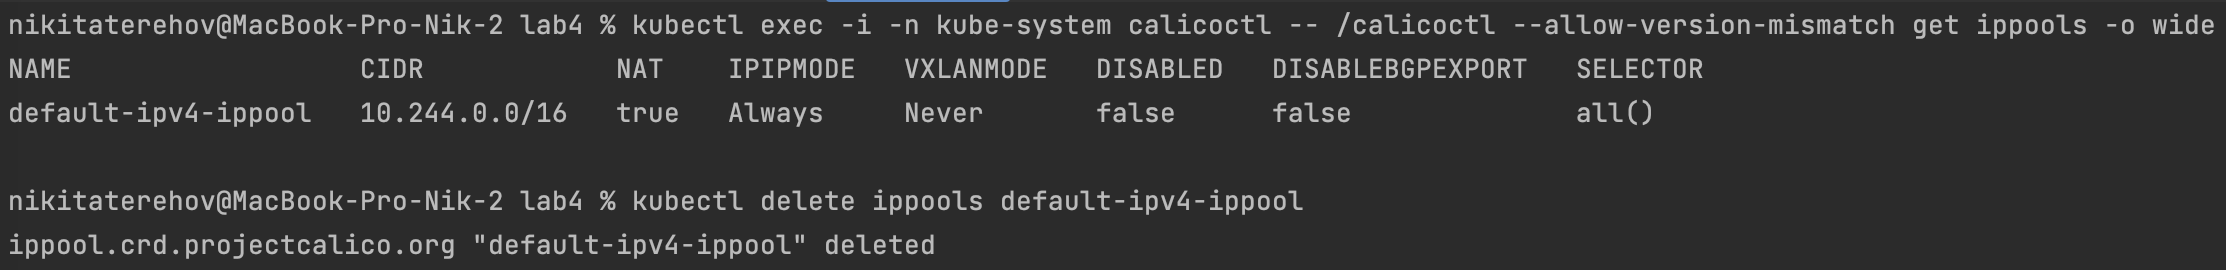 nikitaterehov@MacBook-Pro-Nik-2 lab4 % kubectl exec -i -n kube-system calicoctl -- /calicoctl --allow-version-mismatch get ippools -o wide
NAME CIDR NAT IPIPMODE VXLANMODE DISABLED DISABLEBGPEXPORT SELECTOR
default-ipv4-ippool 10.244.0.0/16 true Always Never false false all()
nikitaterehov@MacBook-Pro-Nik-2 lab4 % kubectl delete ippools default-ipv4-ippool
ippool.crd.projectcalico.org "default-ipv4-ippool" deleted